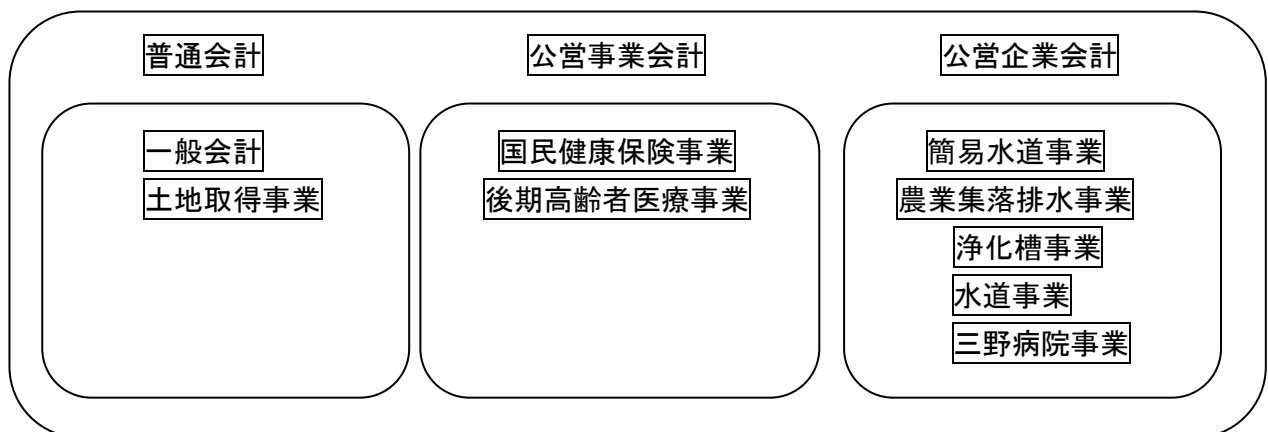 普通会計
公営事業会計
公営企業会計
一般会計
土地取得事業
国民健康保険事業
後期高齢者医療事業
簡易水道事業
農業集落排水事業
浄化槽事業
水道事業
三野病院事業